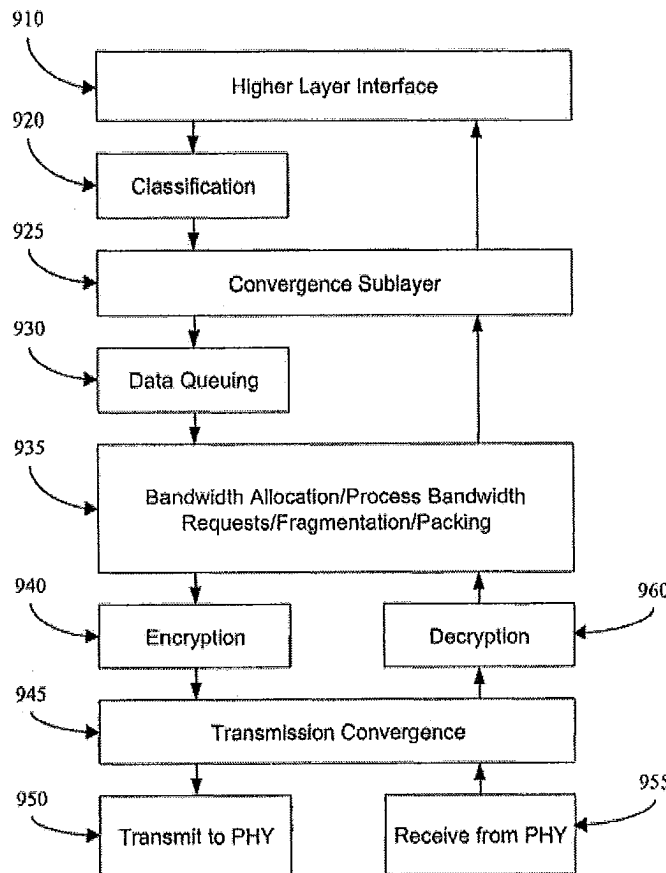 910
Higher Layer Interface
920
Classification
925
Convergence Sublayer
930
Data Queuing
935
Bandwidth Allocation/Process Bandwidth
Requests/Fragmentation/Packing
940
Encryption
Decryption
960
945
Transmission Convergence
950
Transmit to PHY
Receive from PHY
955